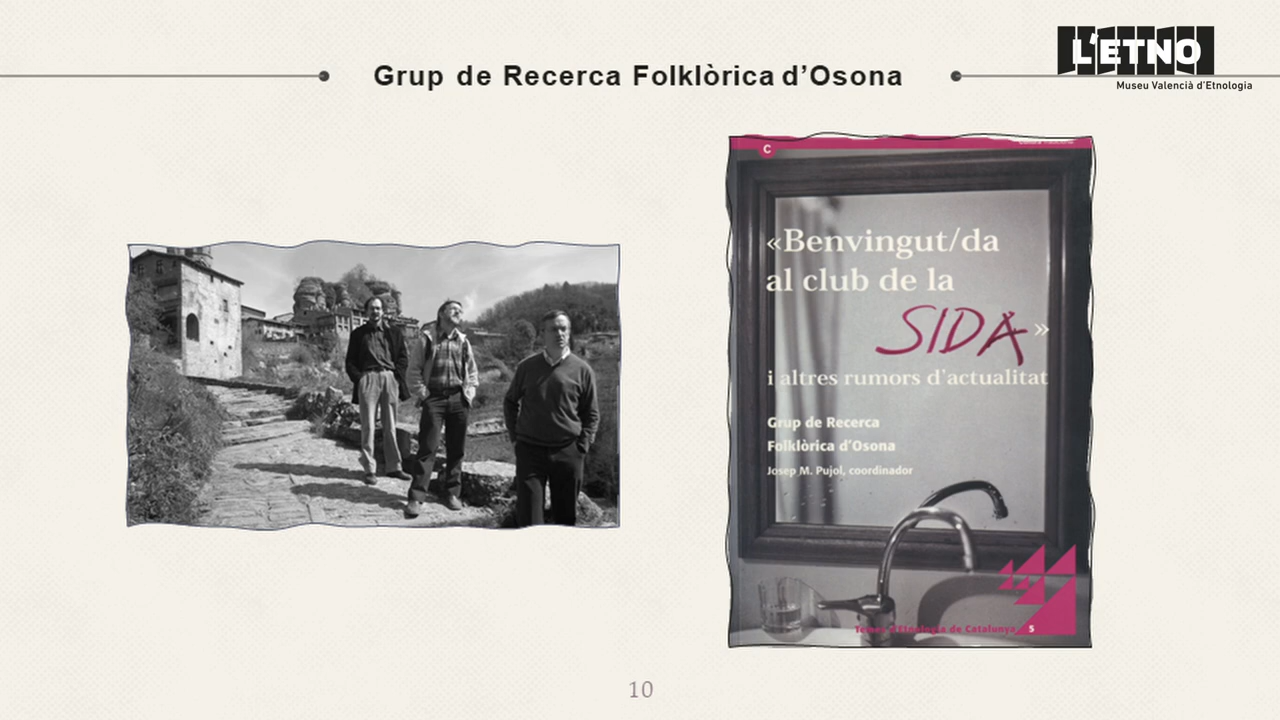 Grup de Recerca Folklòrica d’Osona
L'ETNO
Museu Valencià d'Etnologia
C
«Benvingut/da
al club de la
SIDA»
i altres rumors d'actualitat
Grup de Recerca
Folklòrica d'Osona
Josep M. Pujol, coordinador
Temes d'Etnologia de Catalunya 5
10